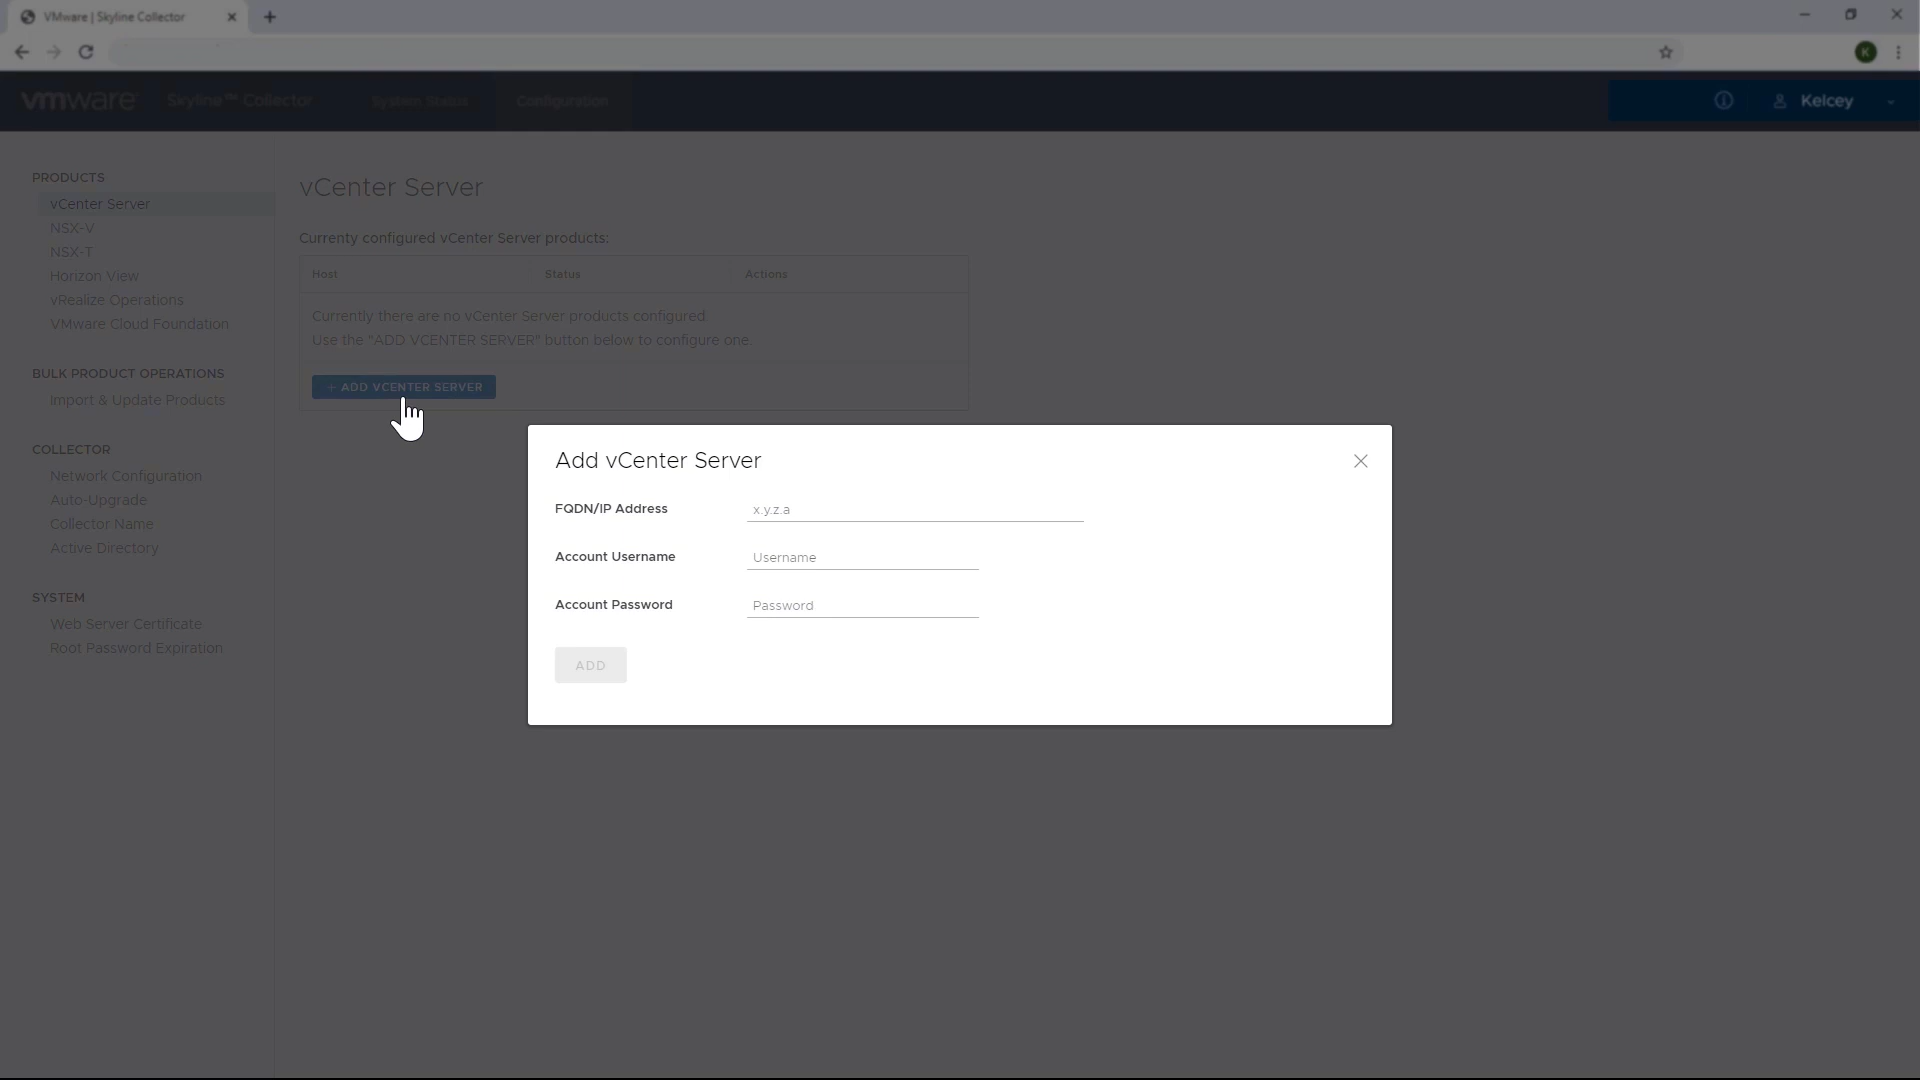 VMware | Skyline Collector
K
vmware Skyline™ Collector System Status Configuration Kelcey
PRODUCTS
vCenter Server
NSX-V
NSX-T
Horizon View
vRealize Operations
VMware Cloud Foundation
BULK PRODUCT OPERATIONS
Import & Update Products
COLLECTOR
Network Configuration
Auto-Upgrade
Collector Name
Active Directory
SYSTEM
Web Server Certificate
Root Password Expiration
vCenter Server
Currenty configured vCenter Server products:
Host Status Actions
Currently there are no vCenter Server products configured.
Use the "ADD VCENTER SERVER" button below to configure one.
+ ADD VCENTER SERVER
Add vCenter Server
FQDN/IP Address x.y.z.a
Account Username Username
Account Password Password
ADD